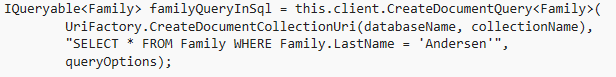 IQueryable<Family> familyQueryInSql = this.client.CreateDocumentQuery<Family>(
UriFactory.CreateDocumentCollectionUri(databaseName, collectionName),
"SELECT * FROM Family WHERE Family.LastName = 'Andersen'",
queryOptions);